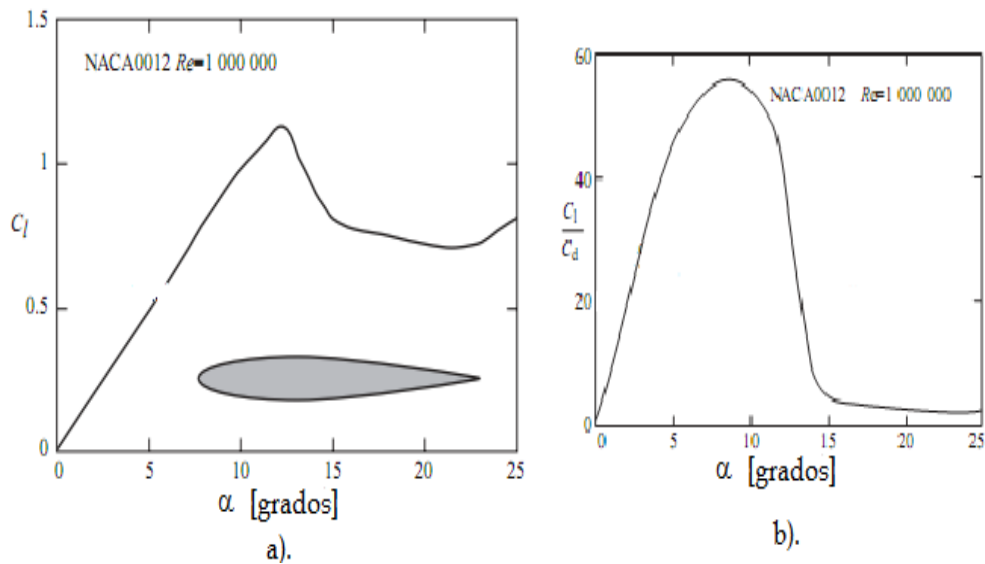 1.5
NACA0012 Re=1 000 000
1
C_l
0.5
0
0 5 10 15 20 25
α [grados]
a).
60
NACA0012 Re=1 000 000
40
C_l
C_d
20
0
0 5 10 15 20 25
α [grados]
b).